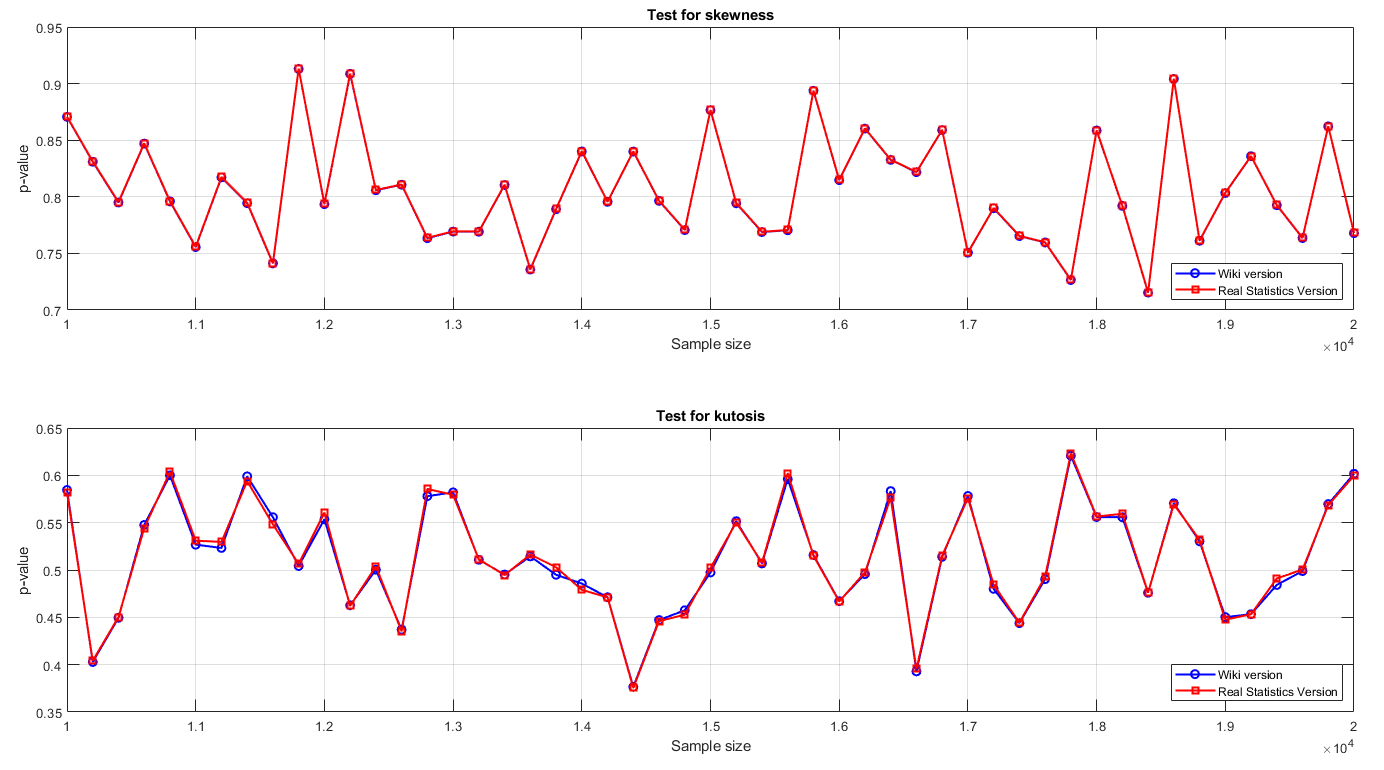 Test for skewness
0.95
0.9
0.85
0.8
0.75
0.7
p-value
1 1.1 1.2 1.3 1.4 1.5 1.6 1.7 1.8 1.9 2
Sample size
×10^4
Wiki version
Real Statistics Version
Test for kutosis
0.65
0.6
0.55
0.5
0.45
0.4
0.35
p-value
1 1.1 1.2 1.3 1.4 1.5 1.6 1.7 1.8 1.9 2
Sample size
×10^4
Wiki version
Real Statistics Version